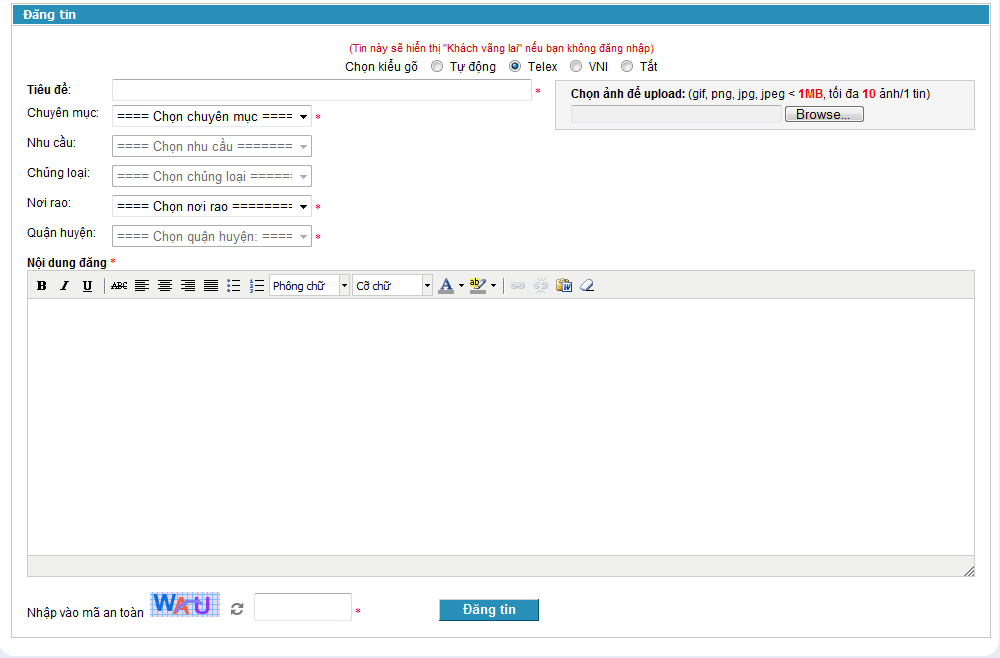 Đăng tin
(Tin này sẽ hiển thị "Khách vãng lai" nếu bạn không đăng nhập)
Chọn kiểu gõ Tự động Telex VNI Tắt
Tiêu đề: *
Chọn ảnh để upload: (gif, png, jpg, jpeg < 1MB, tối đa 10 ảnh/1 tin)
Browse...
Chuyên mục: ==== Chọn chuyên mục ==== *
Nhu cầu: ==== Chọn nhu cầu =======
Chủng loại: ==== Chọn chủng loại ======
Nơi rao: ==== Chọn nơi rao ======== *
Quận huyện: ==== Chọn quận huyện: ==== *
Nội dung đăng *
B I U ABC Phông chữ Cỡ chữ A ab
Nhập vào mã an toàn WAU *
Đăng tin